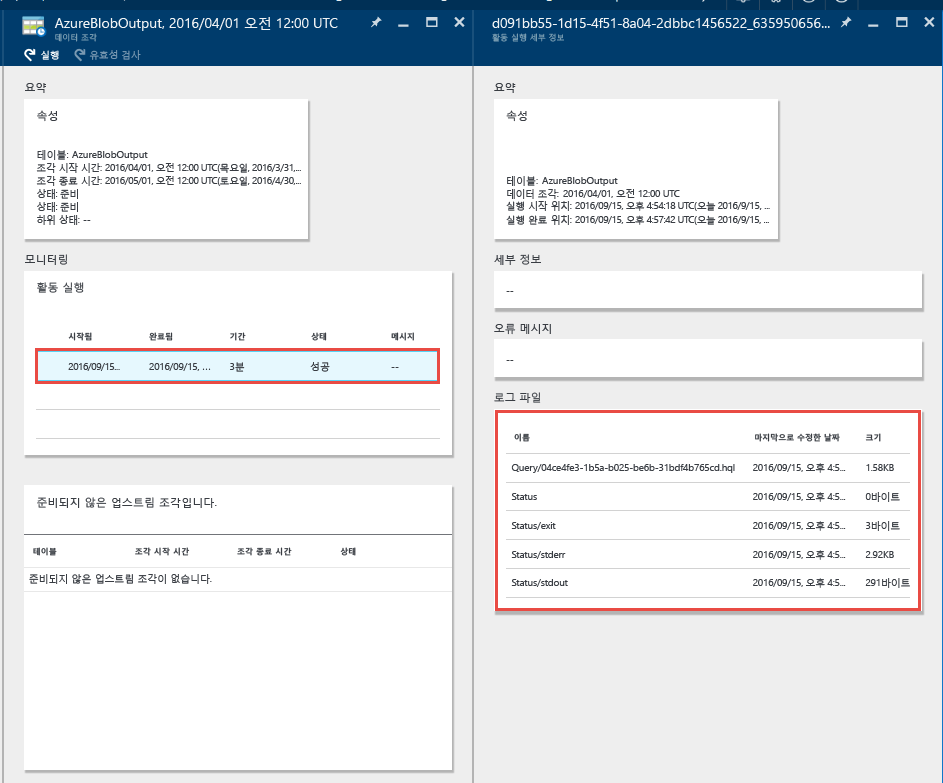 AzureBlobOutput, 2016/04/01 오전 12:00 UTC
데이터 조각
실행 유효성 검사
요약
속성
테이블: AzureBlobOutput
조각 시작 시간: 2016/04/01, 오전 12:00 UTC(목요일, 2016/3/31,...
조각 종료 시간: 2016/05/01, 오전 12:00 UTC(토요일, 2016/4/30,...
상태: 준비
상태: 준비
하위 상태: --
모니터링
활동 실행
시작됨 완료됨 기간 상태 메시지
2016/09/15... 2016/09/15, ... 3분 성공 --
준비되지 않은 업스트림 조각입니다.
테이블 조각 시작 시간 조각 종료 시간 상태
준비되지 않은 업스트림 조각이 없습니다.
d091bb55-1d15-4f51-8a04-2dbbc1456522_635950656...
활동 실행 세부 정보
요약
속성
테이블: AzureBlobOutput
데이터 조각: 2016/04/01, 오전 12:00 UTC
실행 시작 위치: 2016/09/15, 오후 4:54:18 UTC(오늘 2016/9/15, ...
실행 완료 위치: 2016/09/15, 오후 4:57:42 UTC(오늘 2016/9/15, ...
세부 정보
--
오류 메시지
--
로그 파일
이름 마지막으로 수정한 날짜 크기
Query/04ce4fe3-1b5a-b025-be6b-31bdf4b765cd.hql 2016/09/15, 오후 4:5... 1.58KB
Status 2016/09/15, 오후 4:5... 0바이트
Status/exit 2016/09/15, 오후 4:5... 3바이트
Status/stderr 2016/09/15, 오후 4:5... 2.92KB
Status/stdout 2016/09/15, 오후 4:5... 291바이트